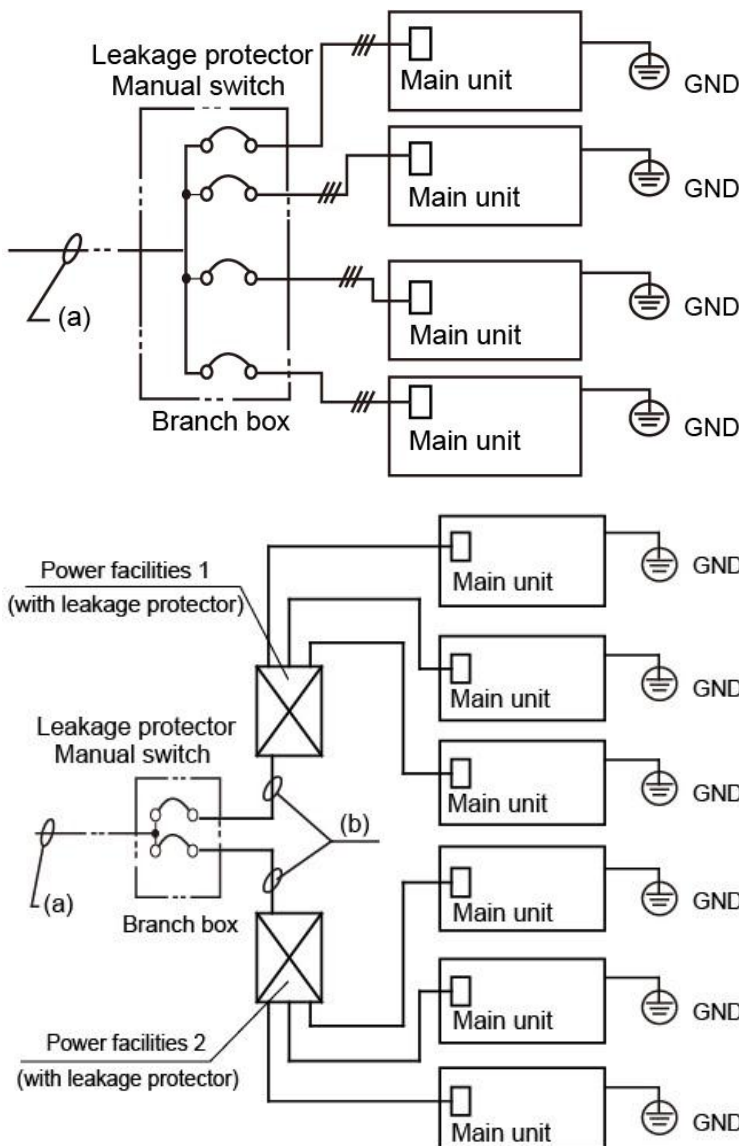 Leakage protector
Manual switch
Main unit
GND
Main unit
GND
(a)
Main unit
GND
Main unit
GND
Branch box
Power facilities 1
(with leakage protector)
Main unit
GND
Main unit
GND
Leakage protector
Manual switch
Main unit
GND
(b)
(a)
Branch box
Main unit
GND
Main unit
GND
Power facilities 2
(with leakage protector)
Main unit
GND